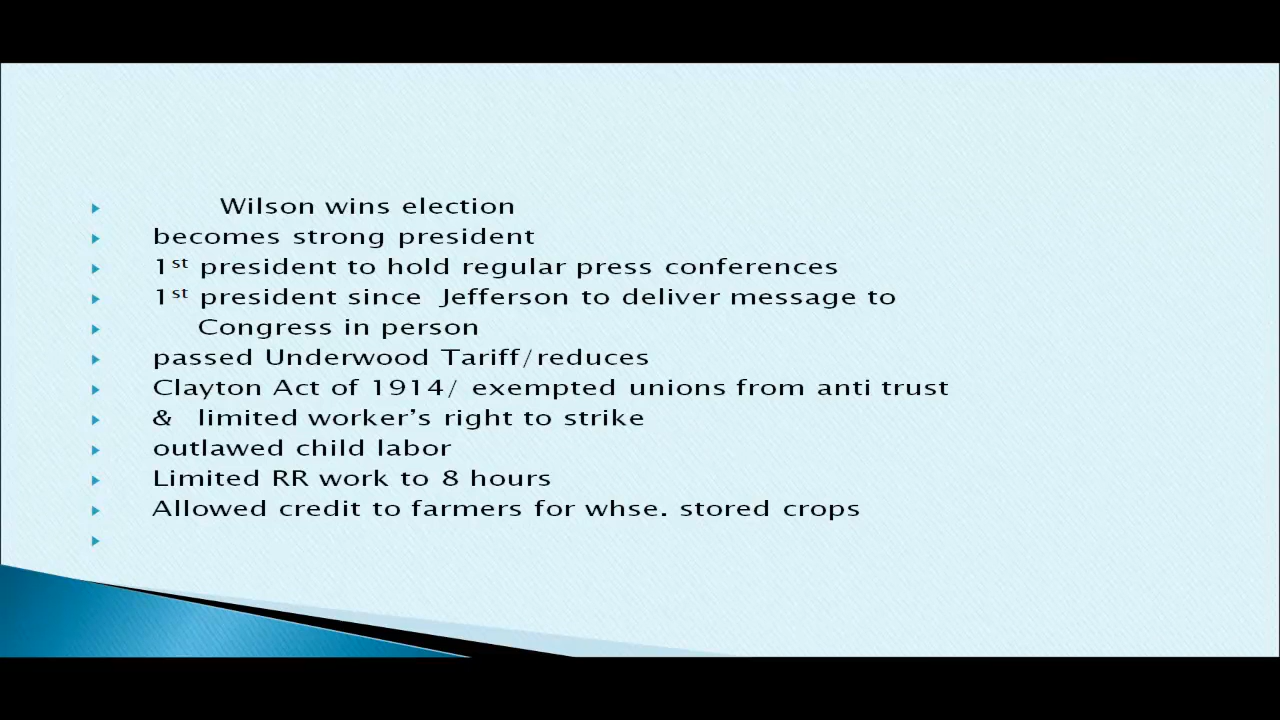 Wilson wins election
becomes strong president
1st president to hold regular press conferences
1st president since Jefferson to deliver message to
Congress in person
passed Underwood Tariff/reduces
Clayton Act of 1914/ exempted unions from anti trust
& limited worker’s right to strike
outlawed child labor
Limited RR work to 8 hours
Allowed credit to farmers for whse. stored crops